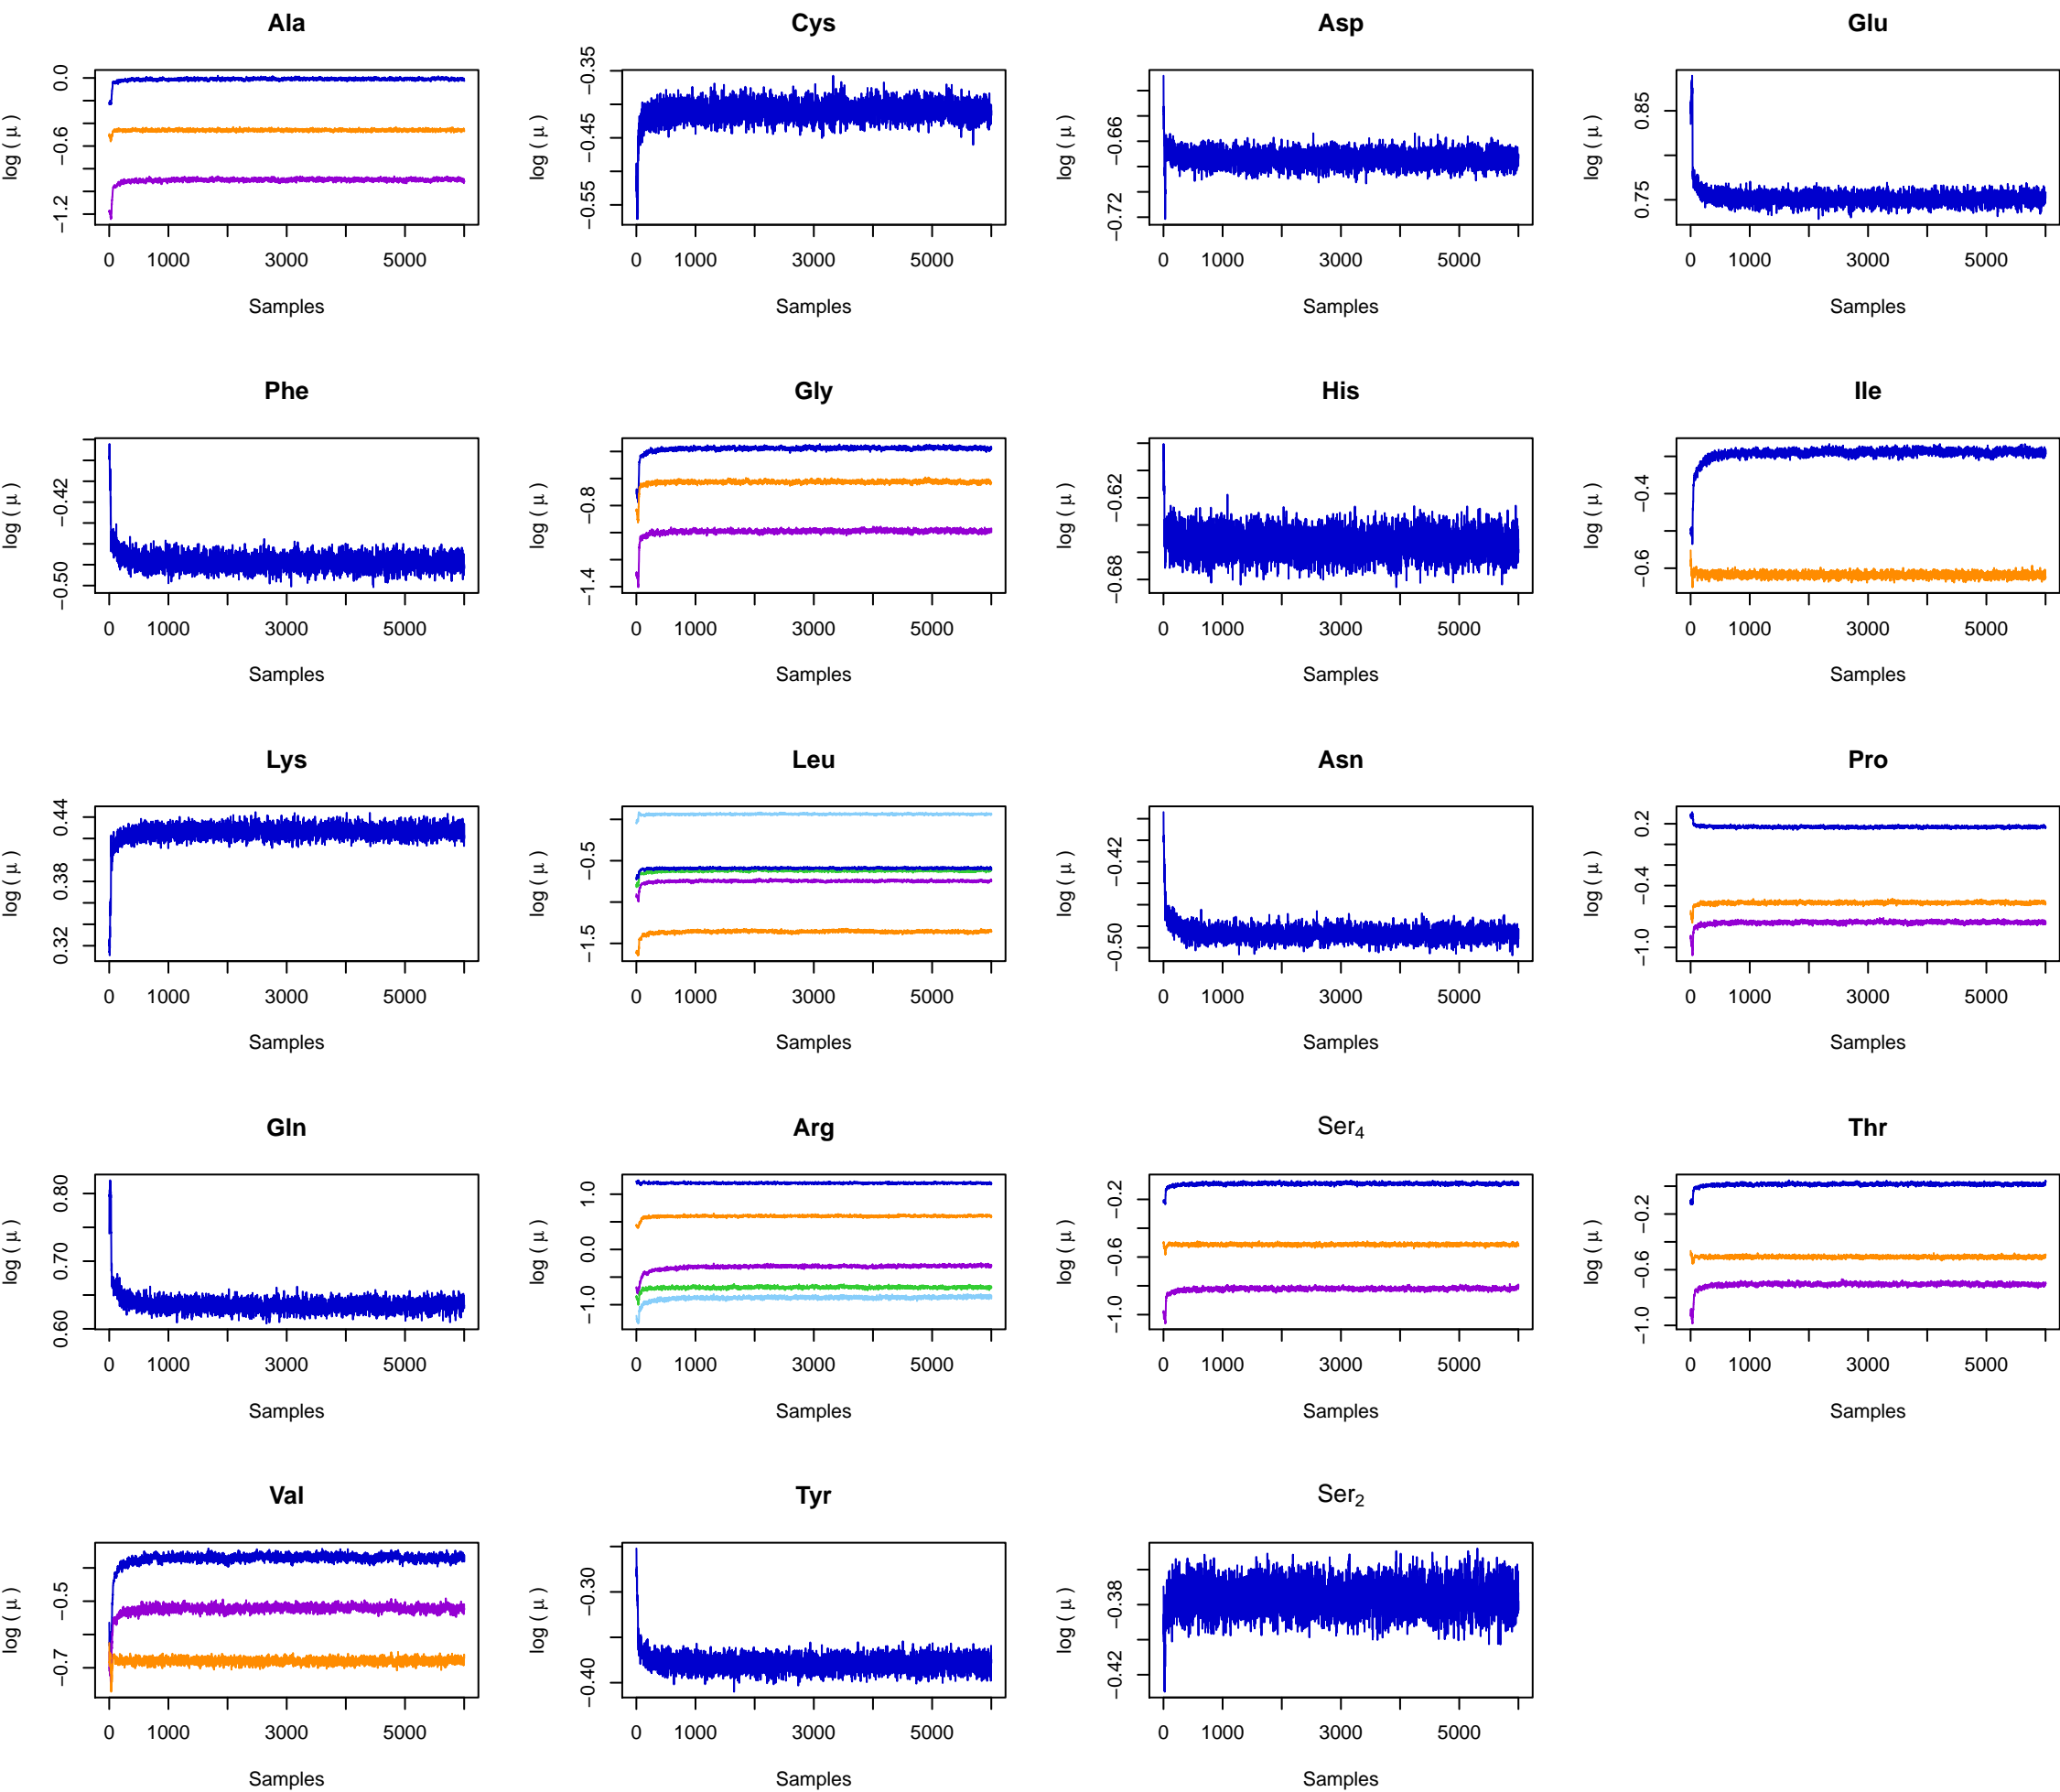 Ala
Cys
Asp
Glu
log ( μ )
0.0
−0.6
−1.2
0 1000 3000 5000
Samples
log ( μ )
−0.35
−0.45
−0.55
0 1000 3000 5000
Samples
log ( μ )
−0.66
−0.72
0 1000 3000 5000
Samples
log ( μ )
0.85
0.75
0 1000 3000 5000
Samples
Phe
Gly
His
Ile
log ( μ )
−0.42
−0.50
0 1000 3000 5000
Samples
log ( μ )
−0.8
−1.4
0 1000 3000 5000
Samples
log ( μ )
−0.62
−0.68
0 1000 3000 5000
Samples
log ( μ )
−0.4
−0.6
0 1000 3000 5000
Samples
Lys
Leu
Asn
Pro
log ( μ )
0.44
0.38
0.32
0 1000 3000 5000
Samples
log ( μ )
−0.5
−1.5
0 1000 3000 5000
Samples
log ( μ )
−0.42
−0.50
0 1000 3000 5000
Samples
log ( μ )
0.2
−0.4
−1.0
0 1000 3000 5000
Samples
Gln
Arg
Ser₄
Thr
log ( μ )
0.80
0.70
0.60
0 1000 3000 5000
Samples
log ( μ )
1.0
0.0
−1.0
0 1000 3000 5000
Samples
log ( μ )
−0.2
−0.6
−1.0
0 1000 3000 5000
Samples
log ( μ )
−0.2
−0.6
−1.0
0 1000 3000 5000
Samples
Val
Tyr
Ser₂
log ( μ )
−0.5
−0.7
0 1000 3000 5000
Samples
log ( μ )
−0.30
−0.40
0 1000 3000 5000
Samples
log ( μ )
−0.38
−0.42
0 1000 3000 5000
Samples